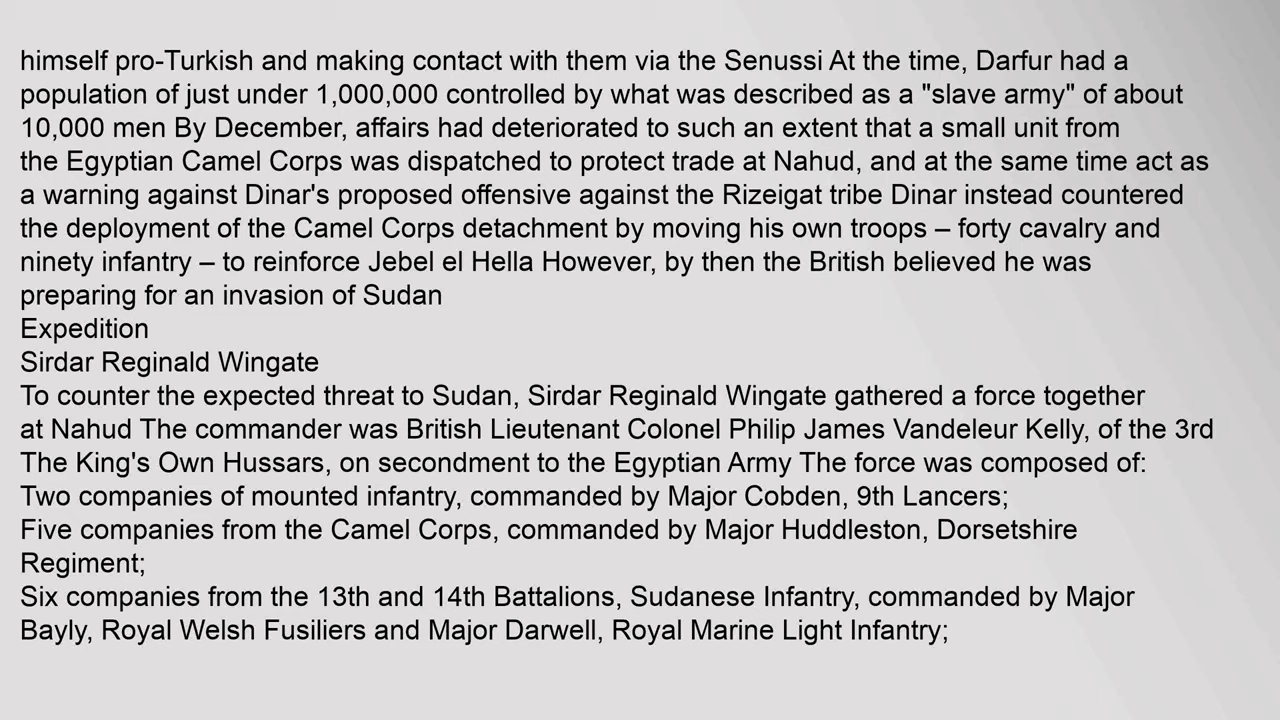 himself pro-Turkish and making contact with them via the Senussi At the time, Darfur had a
population of just under 1,000,000 controlled by what was described as a "slave army" of about
10,000 men By December, affairs had deteriorated to such an extent that a small unit from
the Egyptian Camel Corps was dispatched to protect trade at Nahud, and at the same time act as
a warning against Dinar's proposed offensive against the Rizeigat tribe Dinar instead countered
the deployment of the Camel Corps detachment by moving his own troops – forty cavalry and
ninety infantry – to reinforce Jebel el Hella However, by then the British believed he was
preparing for an invasion of Sudan
Expedition
Sirdar Reginald Wingate
To counter the expected threat to Sudan, Sirdar Reginald Wingate gathered a force together
at Nahud The commander was British Lieutenant Colonel Philip James Vandeleur Kelly, of the 3rd
The King's Own Hussars, on secondment to the Egyptian Army The force was composed of:
Two companies of mounted infantry, commanded by Major Cobden, 9th Lancers;
Five companies from the Camel Corps, commanded by Major Huddleston, Dorsetshire
Regiment;
Six companies from the 13th and 14th Battalions, Sudanese Infantry, commanded by Major
Bayly, Royal Welsh Fusiliers and Major Darwell, Royal Marine Light Infantry;